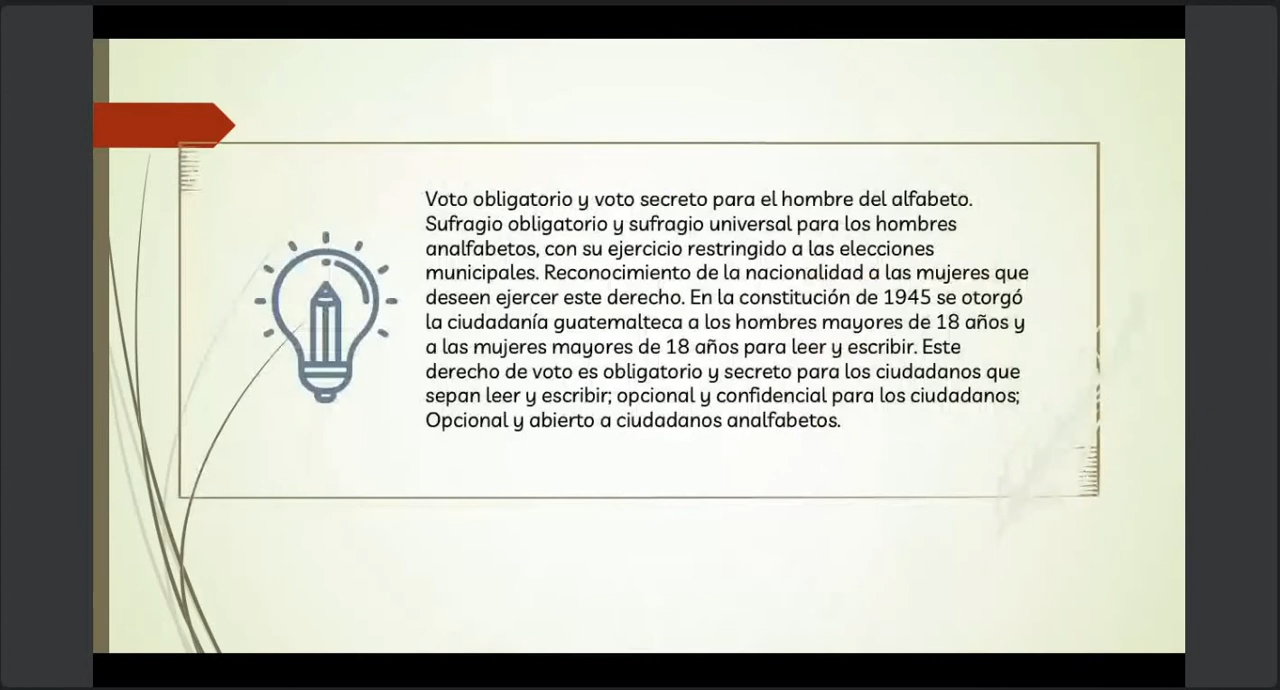 Voto obligatorio y voto secreto para el hombre del alfabeto.
Sufragio obligatorio y sufragio universal para los hombres
analfabetos, con su ejercicio restringido a las elecciones
municipales. Reconocimiento de la nacionalidad a las mujeres que
deseen ejercer este derecho. En la constitución de 1945 se otorgó
la ciudadanía guatemalteca a los hombres mayores de 18 años y
a las mujeres mayores de 18 años para leer y escribir. Este
derecho de voto es obligatorio y secreto para los ciudadanos que
sepan leer y escribir; opcional y confidencial para los ciudadanos;
Opcional y abierto a ciudadanos analfabetos.